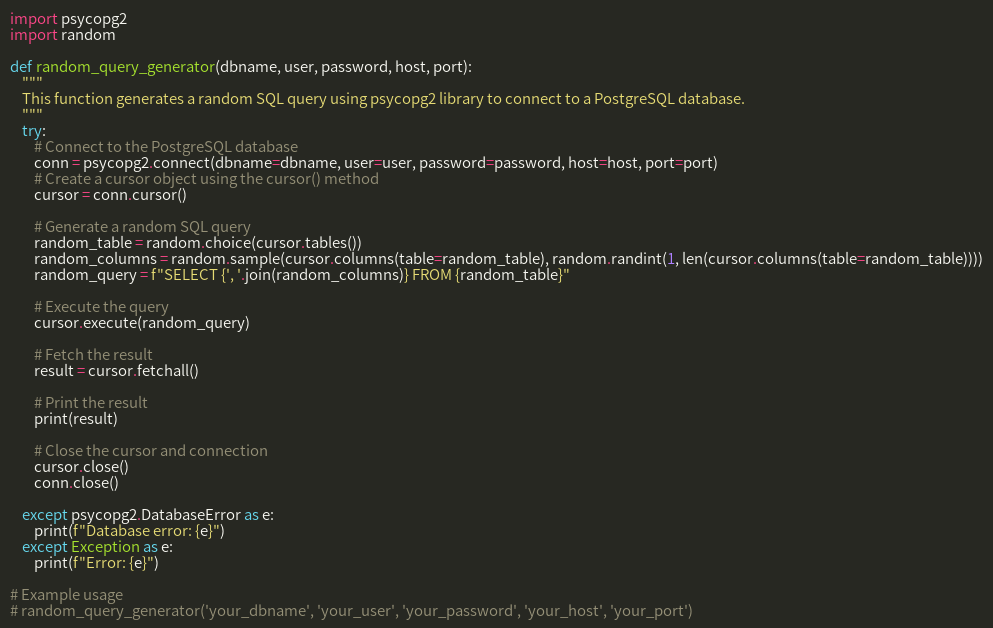 import psycopg2
import random
def random_query_generator(dbname, user, password, host, port):
"""
This function generates a random SQL query using psycopg2 library to connect to a PostgreSQL database.
"""
try:
# Connect to the PostgreSQL database
conn = psycopg2.connect(dbname=dbname, user=user, password=password, host=host, port=port)
# Create a cursor object using the cursor() method
cursor = conn.cursor()
# Generate a random SQL query
random_table = random.choice(cursor.tables())
random_columns = random.sample(cursor.columns(table=random_table), random.randint(1, len(cursor.columns(table=random_table))))
random_query = f"SELECT {', '.join(random_columns)} FROM {random_table}"
# Execute the query
cursor.execute(random_query)
# Fetch the result
result = cursor.fetchall()
# Print the result
print(result)
# Close the cursor and connection
cursor.close()
conn.close()
except psycopg2.DatabaseError as e:
print(f"Database error: {e}")
except Exception as e:
print(f"Error: {e}")
# Example usage
# random_query_generator('your_dbname', 'your_user', 'your_password', 'your_host', 'your_port')